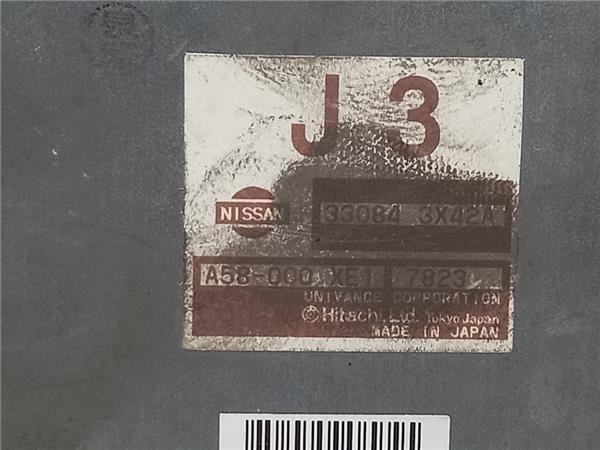 J 3
NISSAN
33084 3X42A
A58-000 XE1 7823
UNIVANCE CORPORATION
©Hitachi, Ltd. Tokyo Japan
MADE IN JAPAN